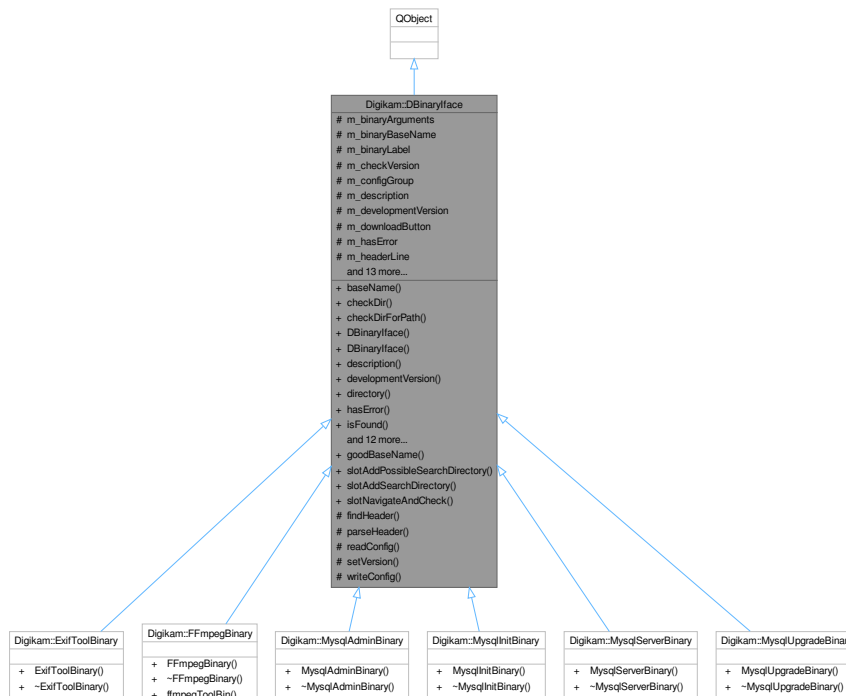 QObject
Digikam::DBinaryIface
# m_binaryArguments
# m_binaryBaseName
# m_binaryLabel
# m_checkVersion
# m_configGroup
# m_description
# m_developmentVersion
# m_downloadButton
# m_hasError
# m_headerLine
and 13 more...
+ baseName()
+ checkDir()
+ checkDirForPath()
+ DBinaryIface()
+ DBinaryIface()
+ description()
+ developmentVersion()
+ directory()
+ hasError()
+ isFound()
and 12 more...
+ goodBaseName()
+ slotAddPossibleSearchDirectory()
+ slotAddSearchDirectory()
+ slotNavigateAndCheck()
# findHeader()
# parseHeader()
# readConfig()
# setVersion()
# writeConfig()
Digikam::ExifToolBinary
+ ExifToolBinary()
+ ~ExifToolBinary()
Digikam::FFmpegBinary
+ FFmpegBinary()
+ ~FFmpegBinary()
+ ffmpegToolBin()
Digikam::MysqlAdminBinary
+ MysqlAdminBinary()
+ ~MysqlAdminBinary()
Digikam::MysqlInitBinary
+ MysqlInitBinary()
+ ~MysqlInitBinary()
Digikam::MysqlServerBinary
+ MysqlServerBinary()
+ ~MysqlServerBinary()
Digikam::MysqlUpgradeBinar
+ MysqlUpgradeBinary()
+ ~MysqlUpgradeBinary()